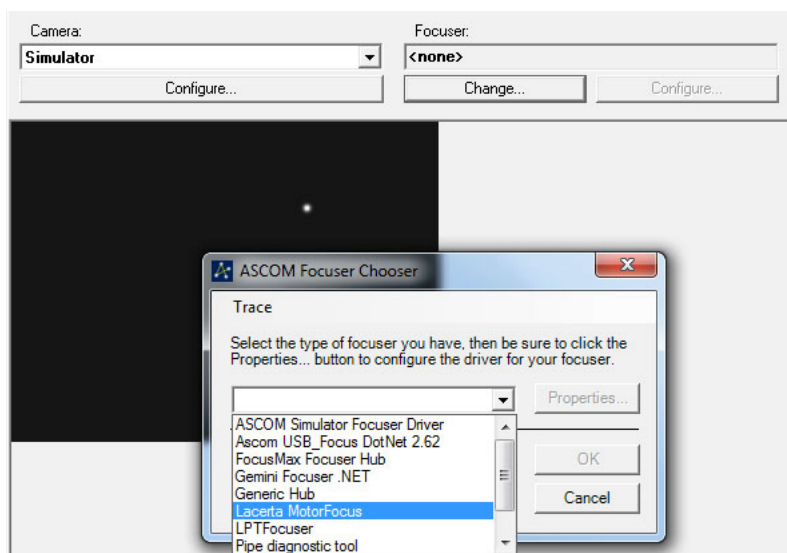 Camera:
Focuser:
Simulator
<none>
Configure...
Change...
Configure...
ASCOM Focuser Chooser
Trace
Select the type of focuser you have, then be sure to click the
Properties... button to configure the driver for your focuser.
Properties...
ASCOM Simulator Focuser Driver
Ascom USB_Focus DotNet 2.62
FocusMax Focuser Hub
Gemini Focuser .NET
Generic Hub
Lacerta MotorFocus
LPTFocuser
Pipe diagnostic tool
OK
Cancel